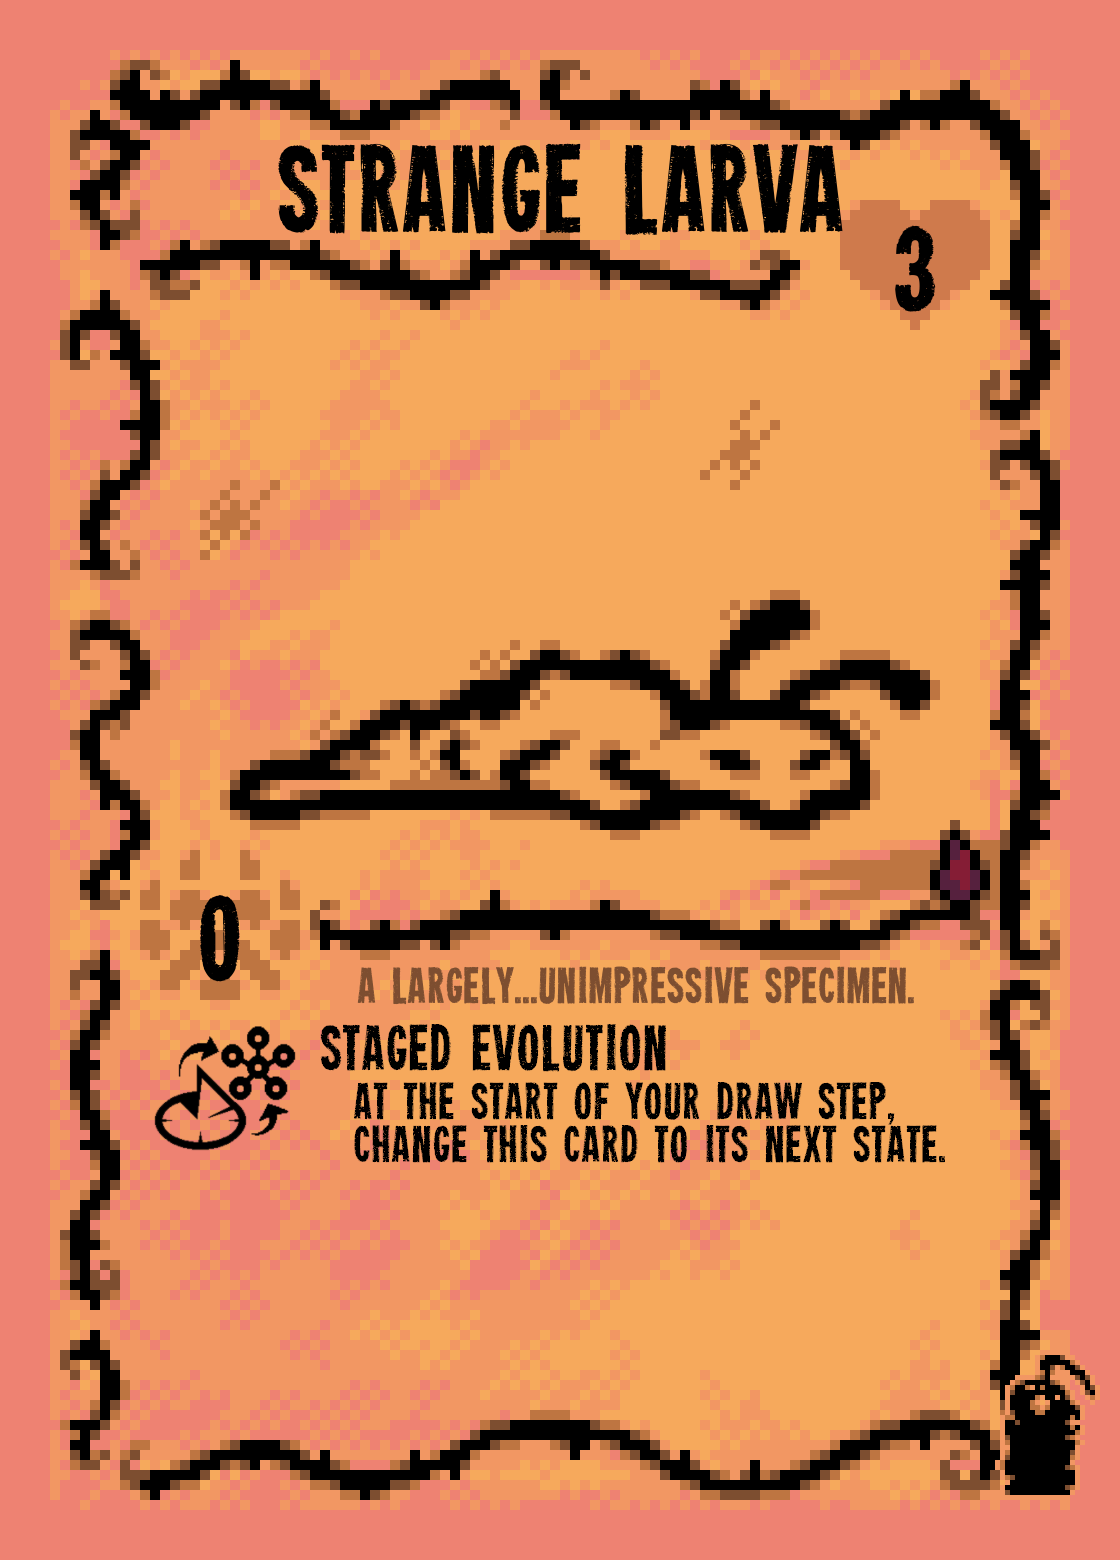 STRANGE LARVA
3
0
A LARGELY...UNIMPRESSIVE SPECIMEN.
STAGED EVOLUTION
AT THE START OF YOUR DRAW STEP,
CHANGE THIS CARD TO ITS NEXT STATE.